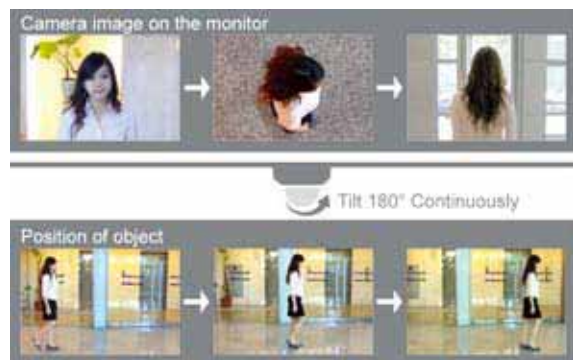 Camera image on the monitor
Tilt 180° Continuously
Position of object